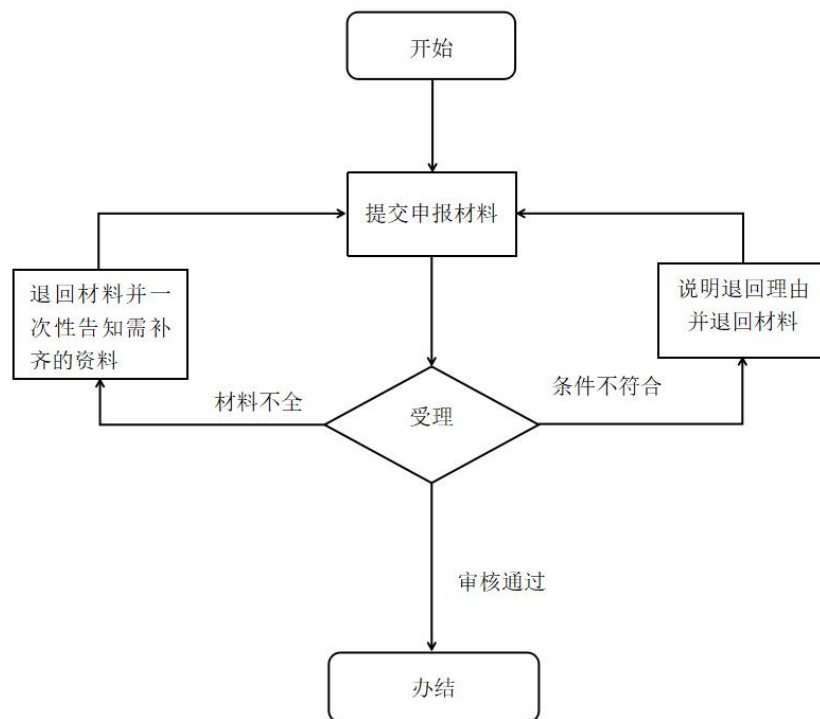 开始
提交申报材料
退回材料并一
次性告知需补
齐的资料
说明退回理由
并退回材料
材料不全
条件不符合
受理
审核通过
办结